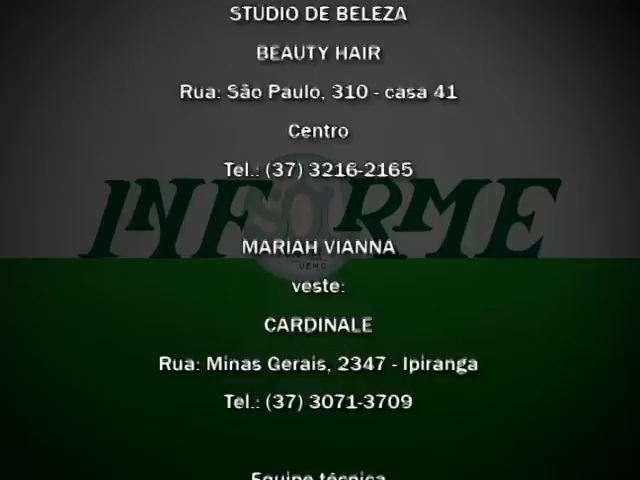 STUDIO DE BELEZA
BEAUTY HAIR
Rua: São Paulo, 310 - casa 41
Centro
Tel.: (37) 3216-2165
INFORME
UEMG
MARIAH VIANNA
veste:
CARDINALE
Rua: Minas Gerais, 2347 - Ipiranga
Tel.: (37) 3071-3709
Equipe técnica